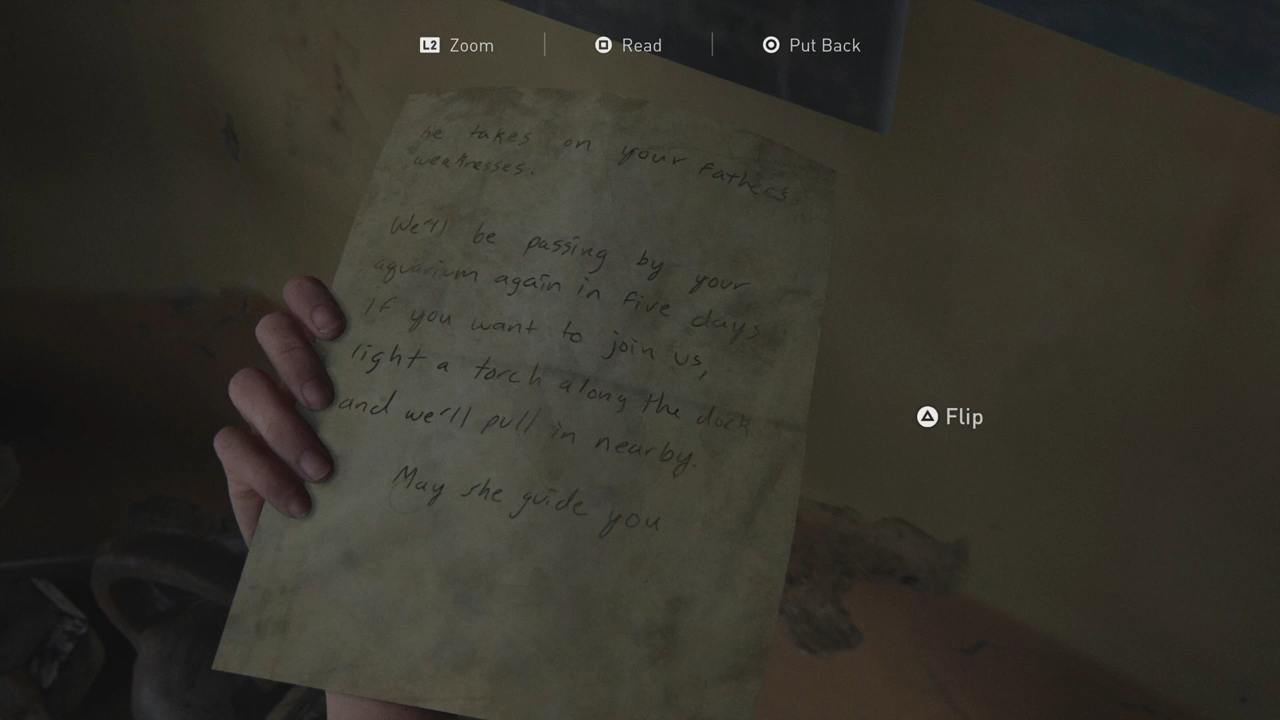 L2 Zoom
Read
Put Back
he takes on your fathers
weaknesses.
We'll be passing by your
aquarium again in five days
If you want to join us,
light a torch along the dock
and we'll pull in nearby.
May she guide you
Flip